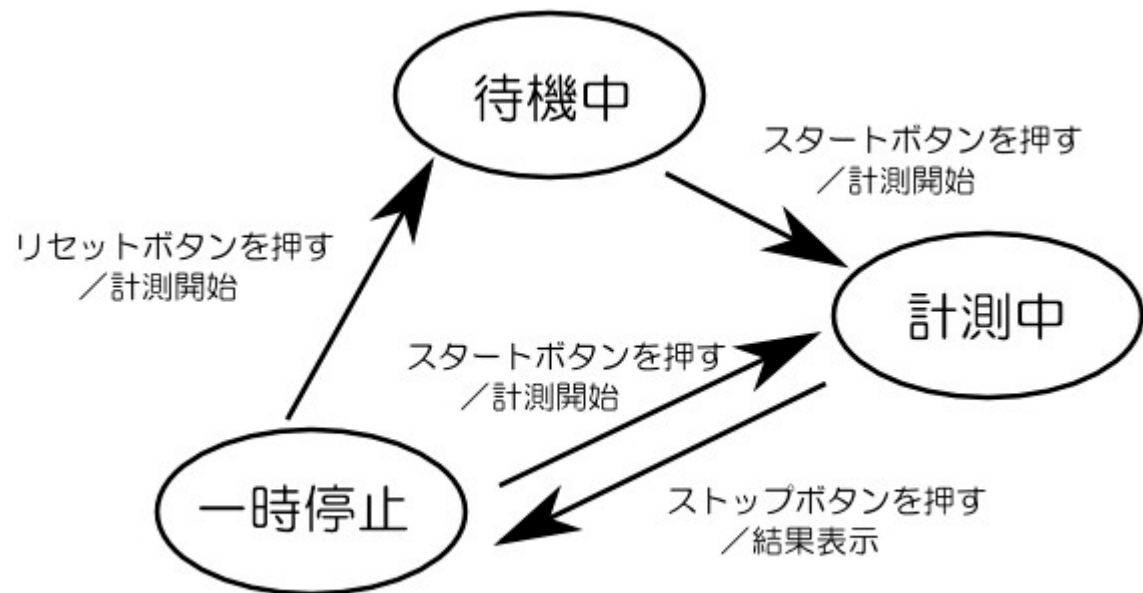 待機中
スタートボタンを押す
／計測開始
リセットボタンを押す
／計測開始
計測中
スタートボタンを押す
／計測開始
一時停止
ストップボタンを押す
／結果表示